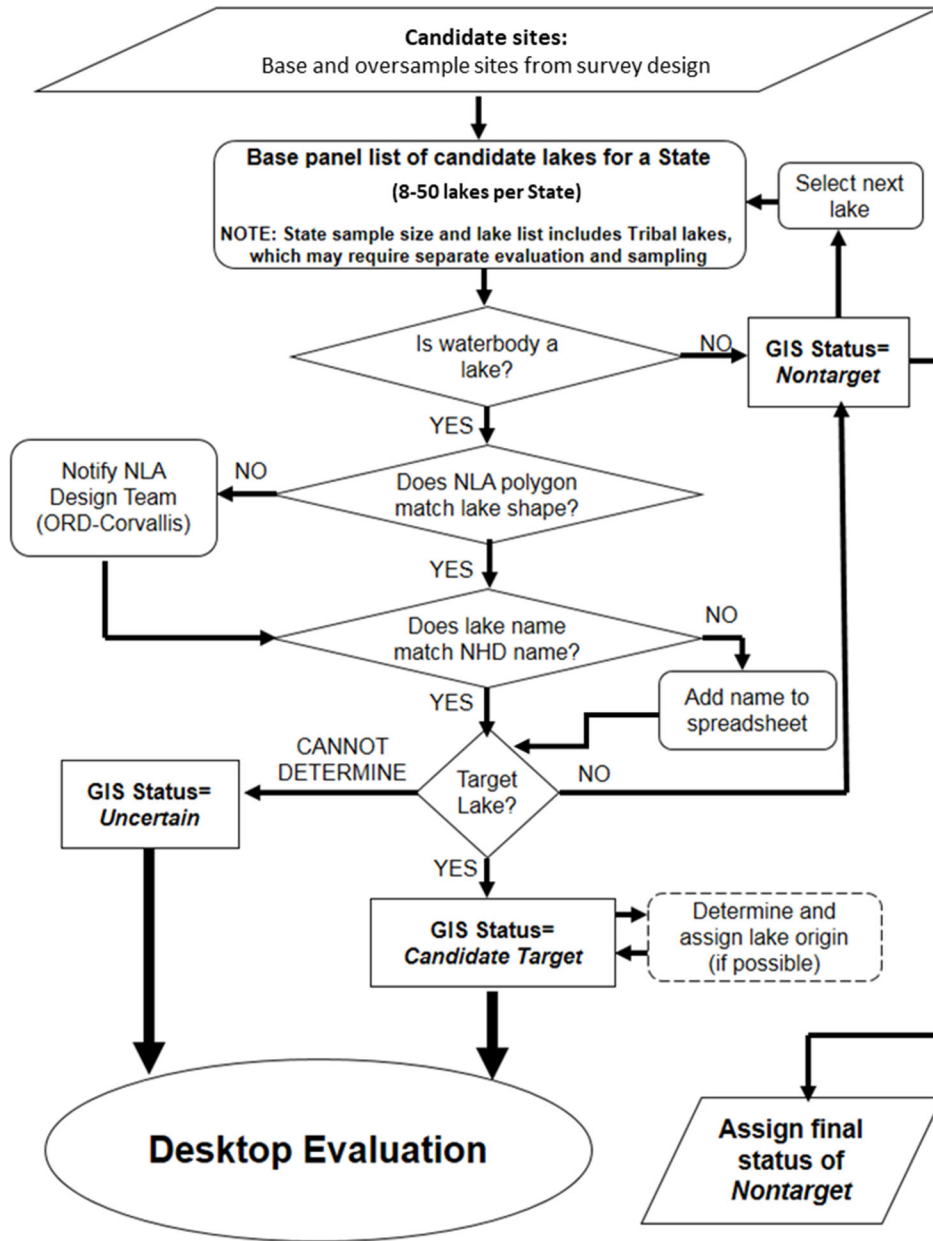 Candidate sites:
Base and oversample sites from survey design
Base panel list of candidate lakes for a State
(8-50 lakes per State)
NOTE: State sample size and lake list includes Tribal lakes,
which may require separate evaluation and sampling
Select next
lake
Is waterbody a
lake?
NO
GIS Status=
Nontarget
YES
Notify NLA
Design Team
(ORD-Corvallis)
NO
Does NLA polygon
match lake shape?
YES
Does lake name
match NHD name?
NO
YES
Add name to
spreadsheet
CANNOT
DETERMINE
Target
Lake?
NO
GIS Status=
Uncertain
YES
GIS Status=
Candidate Target
Determine and
assign lake origin
(if possible)
Desktop Evaluation
Assign final
status of
Nontarget